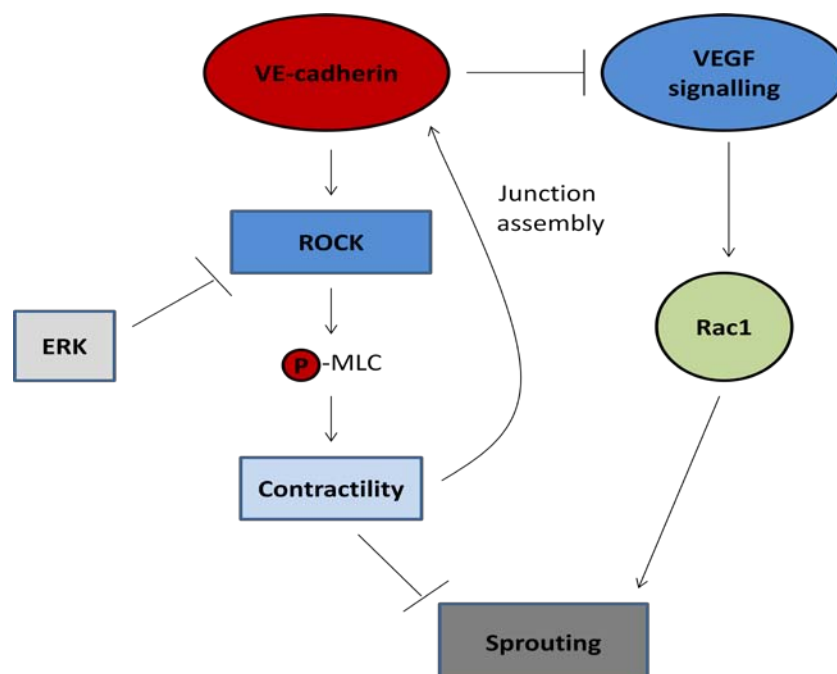 VE-cadherin
VEGF
signalling
Junction
assembly
ROCK
ERK
Rac1
P-MLC
Contractility
Sprouting